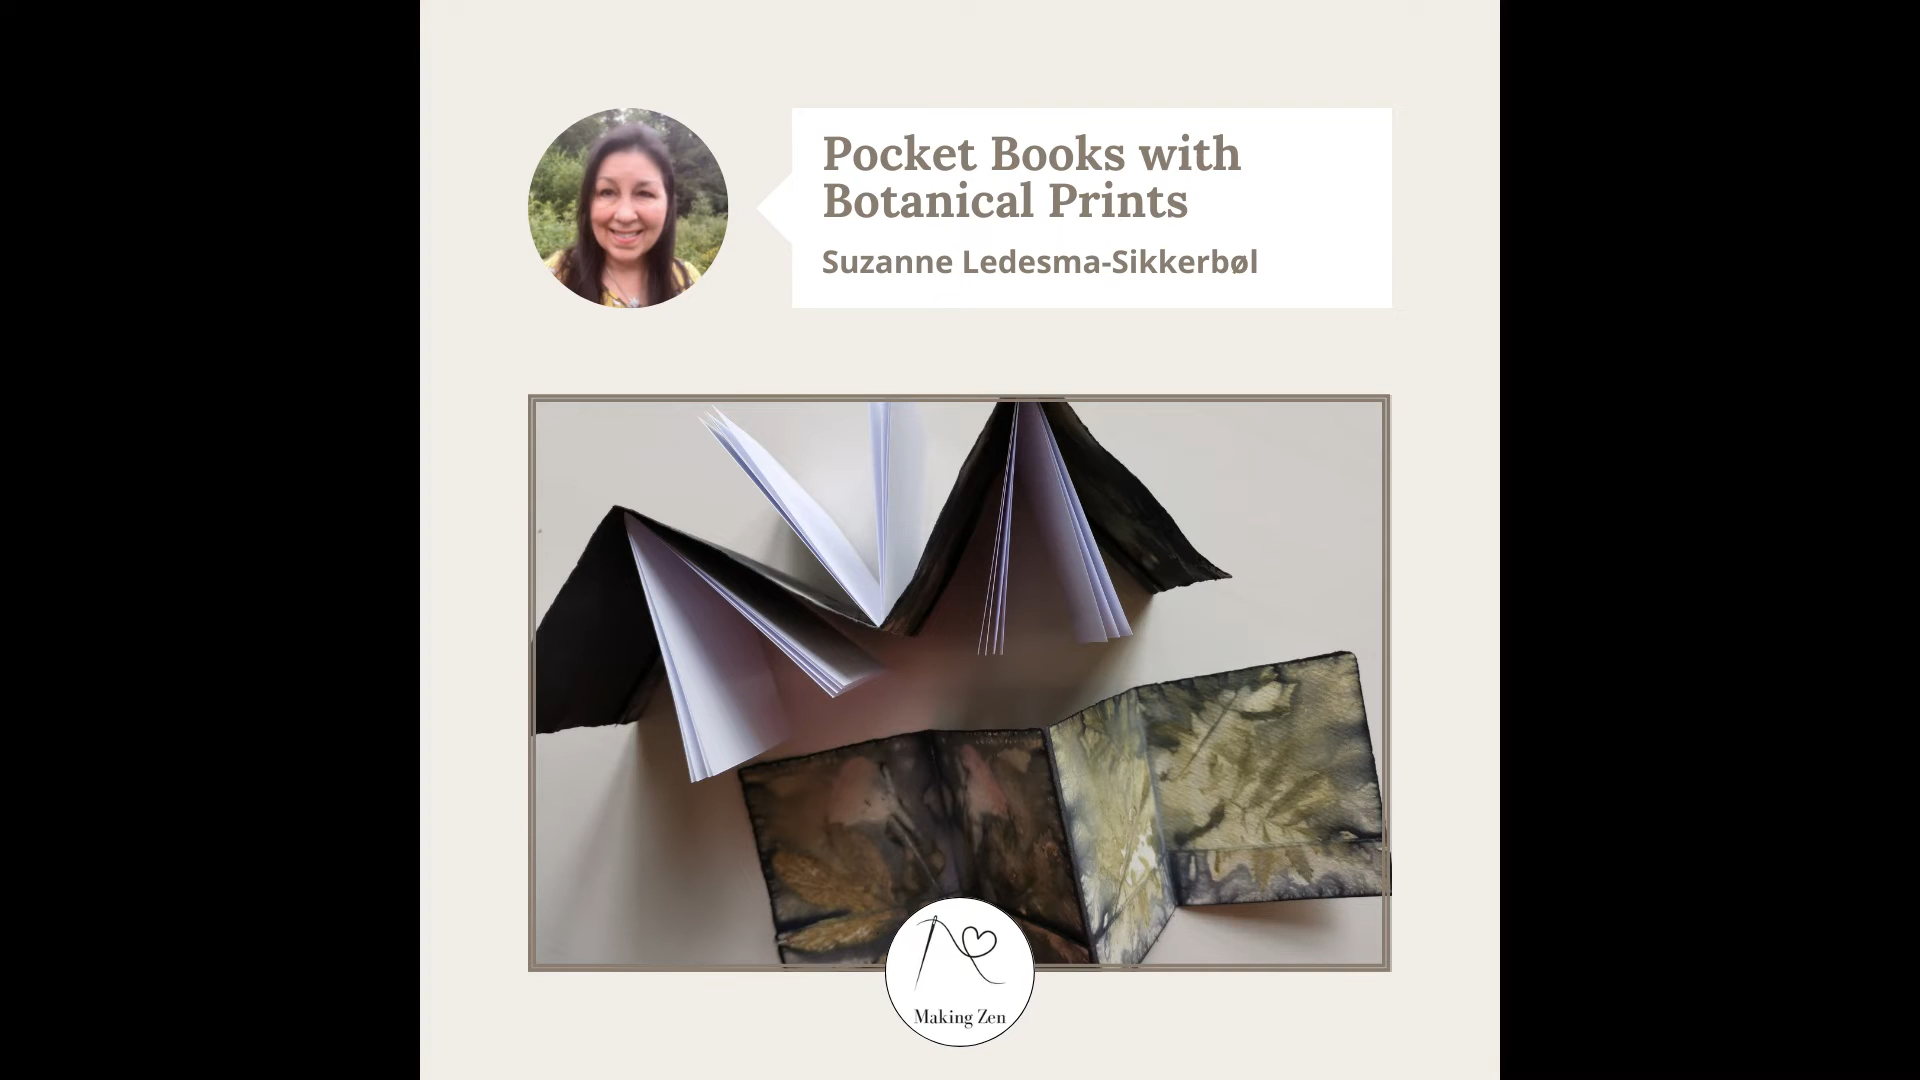 Pocket Books with
Botanical Prints
Suzanne Ledesma-Sikkerbøl
Making Zen